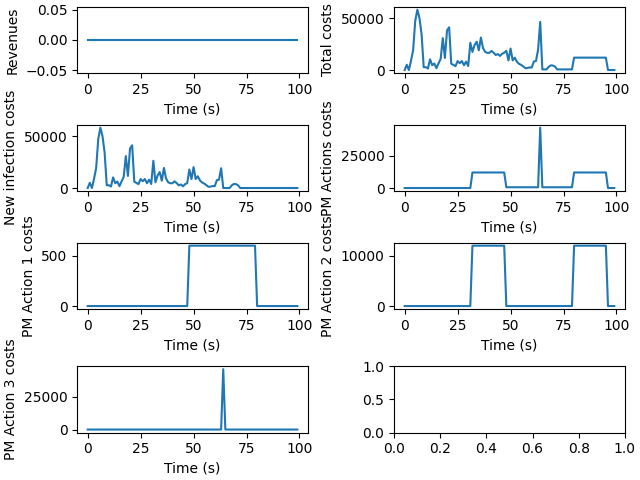 Revenues
0.05
0.00
−0.05
0 25 50 75 100
Time (s)
Total costs
50000
0
0 25 50 75 100
Time (s)
New infection costs
50000
0
0 25 50 75 100
Time (s)
PM Actions costs
25000
0
0 25 50 75 100
Time (s)
PM Action 1 costs
500
0
0 25 50 75 100
Time (s)
PM Action 2 costs
10000
0
0 25 50 75 100
Time (s)
PM Action 3 costs
25000
0
0 25 50 75 100
Time (s)
1.0
0.5
0.0
0.0 0.2 0.4 0.6 0.8 1.0